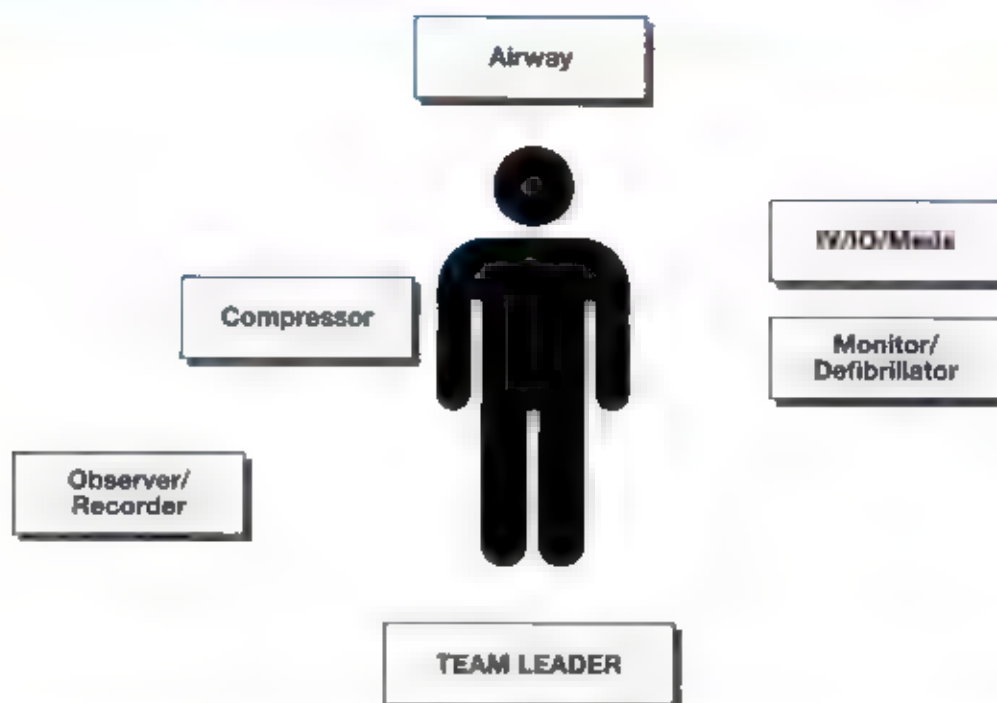 Airway
IV/IO/Meds
Compressor
Monitor/
Defibrillator
Observer/
Recorder
TEAM LEADER